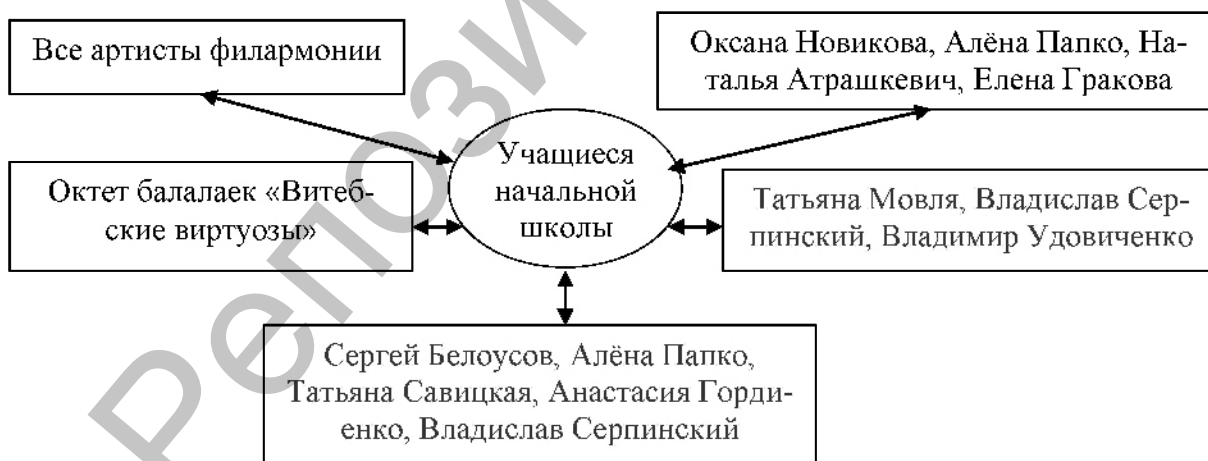 Все артисты филармонии
Оксана Новикова, Алёна Папко, На-
талья Атрашкевич, Елена Гракова
Учащиеся
начальной
школы
Октет балалаек «Витеб-
ские виртуозы»
Татьяна Мовля, Владислав Сер-
пинский, Владимир Удовиченко
Сергей Белоусов, Алёна Папко,
Татьяна Савицкая, Анастасия Горди-
енко, Владислав Серпинский
Репози